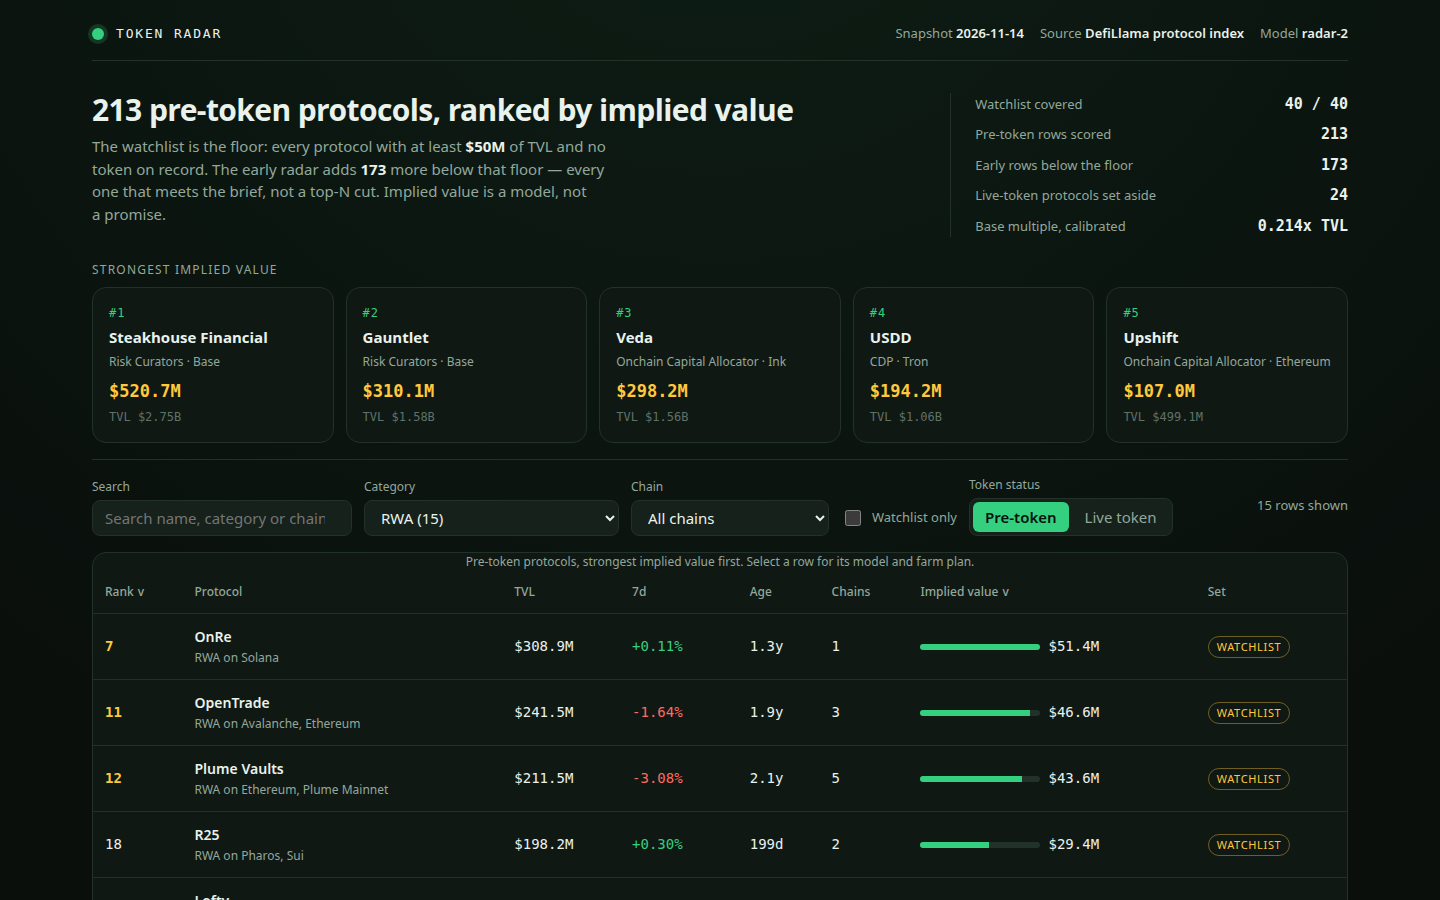 TOKEN RADAR
Snapshot 2026-11-14 Source DefiLlama protocol index Model radar-2
213 pre-token protocols, ranked by implied value
The watchlist is the floor: every protocol with at least $50M of TVL and no
token on record. The early radar adds 173 more below that floor — every
one that meets the brief, not a top-N cut. Implied value is a model, not
a promise.
Watchlist covered 40 / 40
Pre-token rows scored 213
Early rows below the floor 173
Live-token protocols set aside 24
Base multiple, calibrated 0.214x TVL
STRONGEST IMPLIED VALUE
#1
Steakhouse Financial
Risk Curators · Base
$520.7M
TVL $2.75B
#2
Gauntlet
Risk Curators · Base
$310.1M
TVL $1.58B
#3
Veda
Onchain Capital Allocator · Ink
$298.2M
TVL $1.56B
#4
USDD
CDP · Tron
$194.2M
TVL $1.06B
#5
Upshift
Onchain Capital Allocator · Ethereum
$107.0M
TVL $499.1M
Search
Search name, category or chain
Category
RWA (15)
Chain
All chains
Watchlist only
Token status
Pre-token Live token
15 rows shown
Pre-token protocols, strongest implied value first. Select a row for its model and farm plan.
Rank v Protocol TVL 7d Age Chains Implied value v Set
7 OnRe $308.9M +0.11% 1.3y 1 $51.4M WATCHLIST
RWA on Solana
11 OpenTrade $241.5M -1.64% 1.9y 3 $46.6M WATCHLIST
RWA on Avalanche, Ethereum
12 Plume Vaults $211.5M -3.08% 2.1y 5 $43.6M WATCHLIST
RWA on Ethereum, Plume Mainnet
18 R25 $198.2M +0.30% 199d 2 $29.4M WATCHLIST
RWA on Pharos, Sui